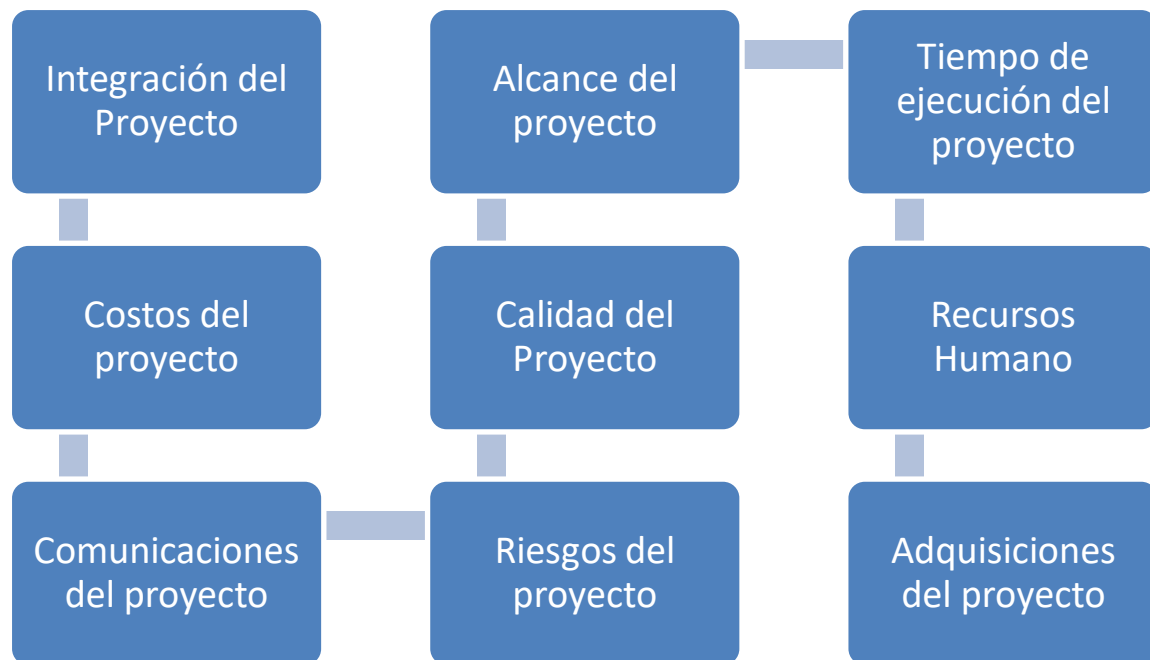 Integración del
Proyecto
Costos del
proyecto
Comunicaciones
del proyecto
Riesgos del
proyecto
Calidad del
Proyecto
Alcance del
proyecto
Tiempo de
ejecución del
proyecto
Recursos
Humano
Adquisiciones
del proyecto